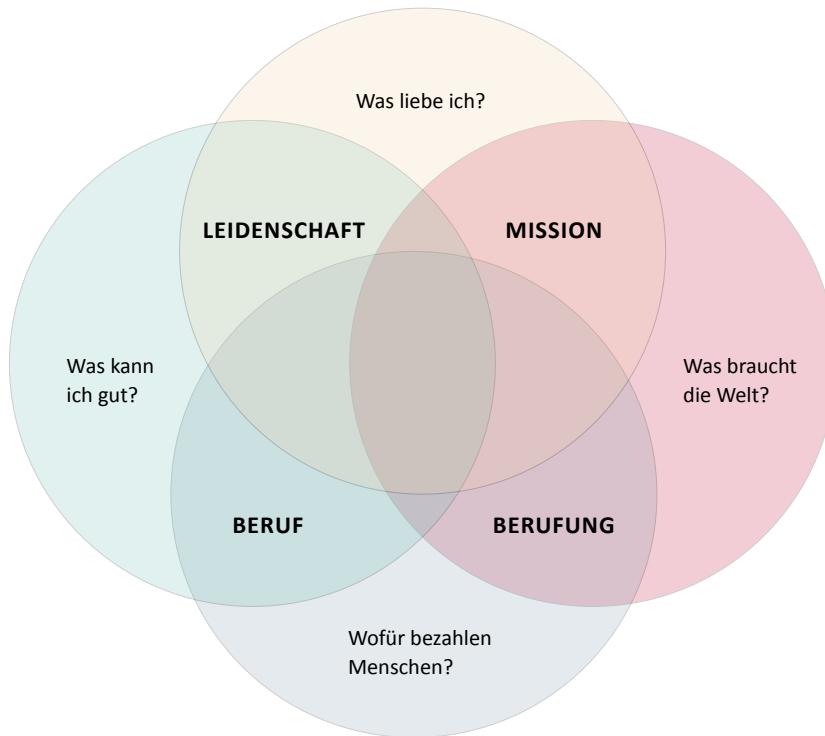 Was liebe ich?
LEIDENSCHAFT
MISSION
Was kann
ich gut?
Was braucht
die Welt?
BERUF
BERUFUNG
Wofür bezahlen
Menschen?